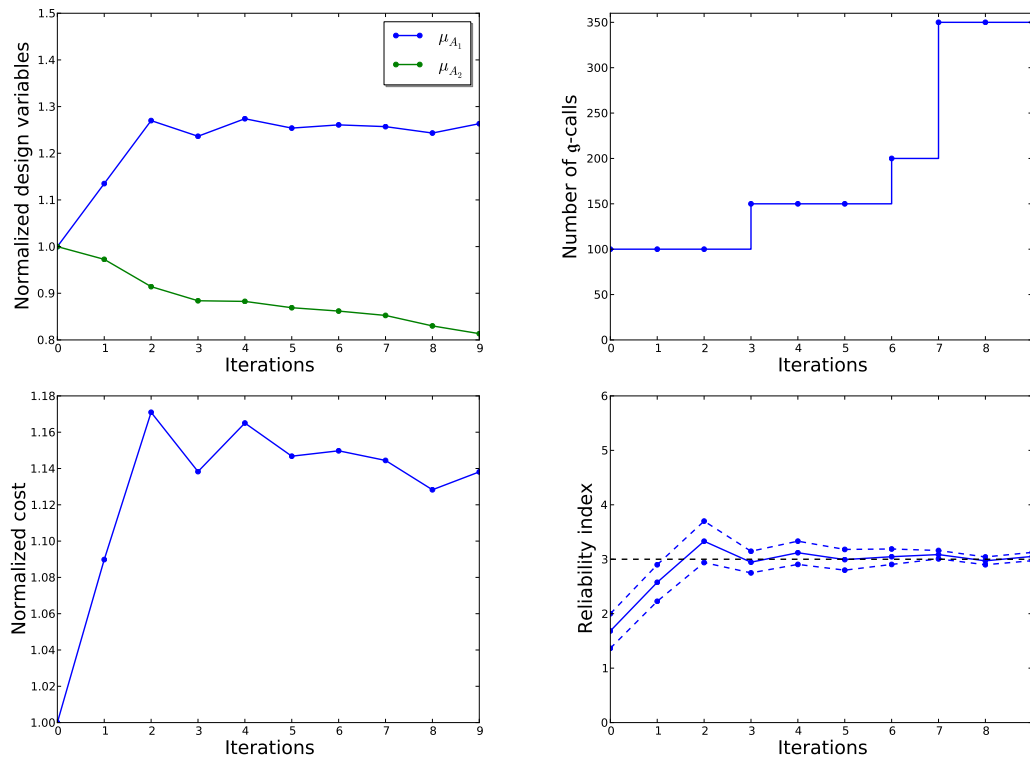 Normalized design variables
1.5
1.4
1.3
1.2
1.1
1.0
0.9
0.8
μ_{A_1}
μ_{A_2}
0 1 2 3 4 5 6 7 8 9
Iterations
Number of g-calls
350
300
250
200
150
100
50
0
0 1 2 3 4 5 6 7 8
Iterations
Normalized cost
1.18
1.16
1.14
1.12
1.10
1.08
1.06
1.04
1.02
1.00
0 1 2 3 4 5 6 7 8 9
Iterations
Reliability index
6
5
4
3
2
1
0
0 1 2 3 4 5 6 7 8
Iterations